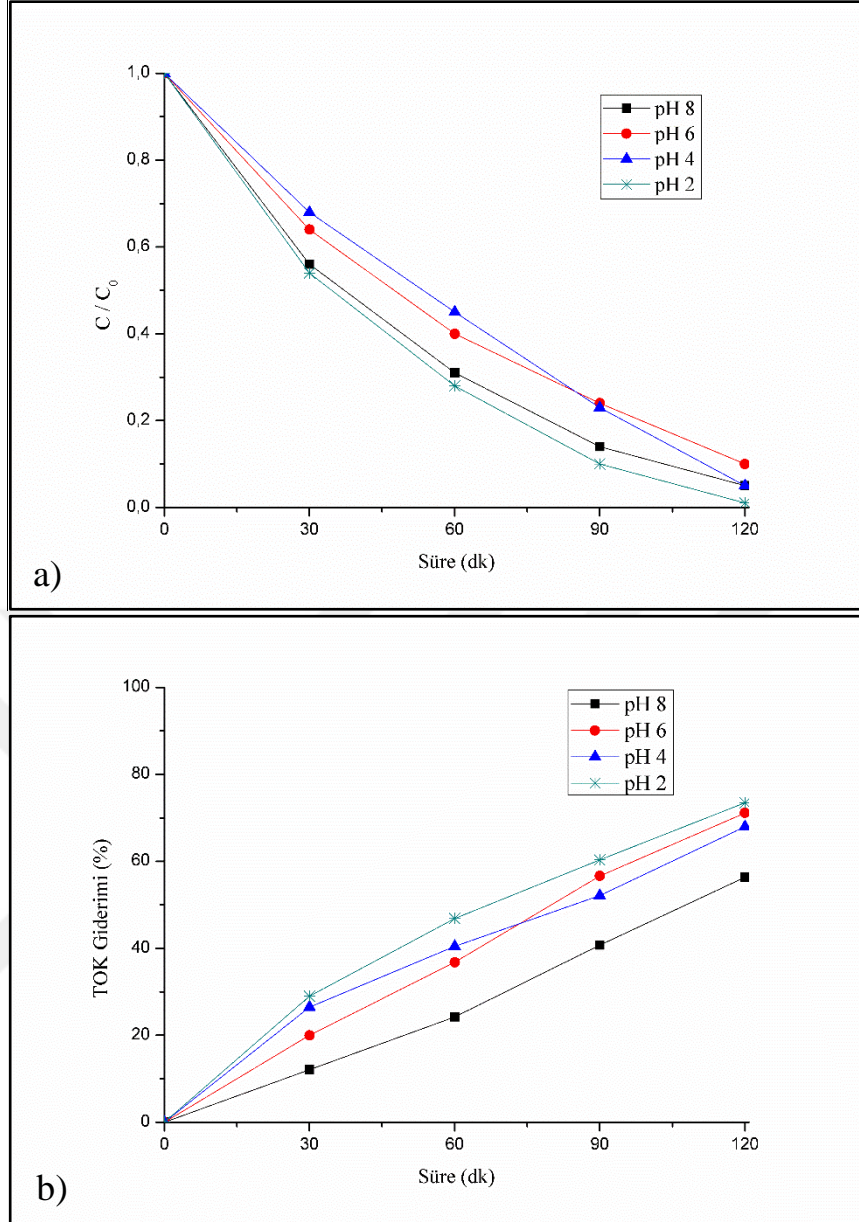 1,0
0,8
0,6
0,4
0,2
0,0
C / C₀
pH 8
pH 6
pH 4
pH 2
0 30 60 90 120
Süre (dk)
a)
100
80
60
40
20
0
TOK Giderimi (%)
pH 8
pH 6
pH 4
pH 2
0 30 60 90 120
Süre (dk)
b)